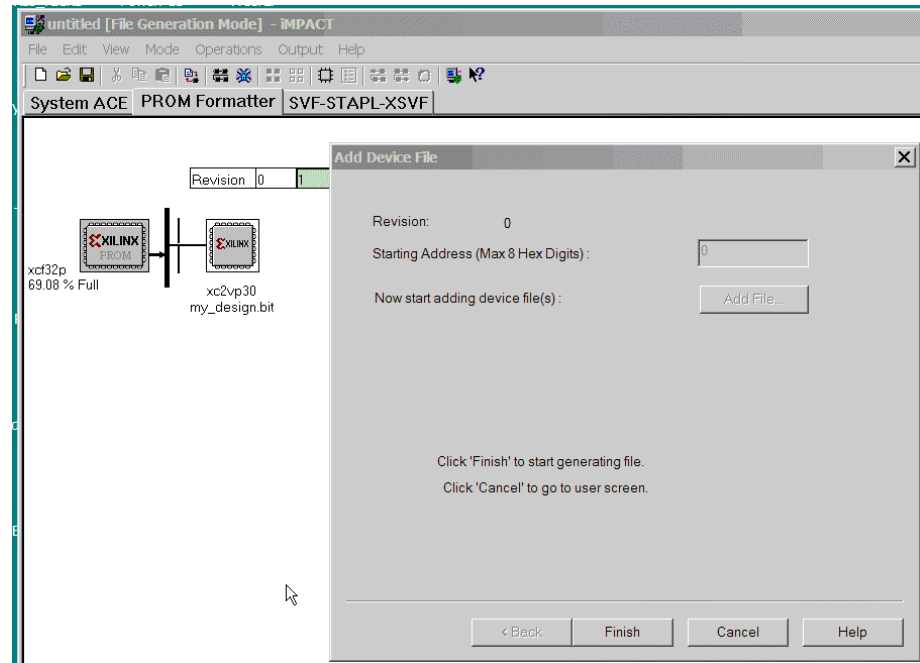 untitled [File Generation Mode] - iMPACT
File Edit View Mode Operations Output Help
System ACE PROM Formatter SVF-STAPL-XSVF
Add Device File
Revision 0 1
Revision: 0
XILINX
PROM
XILINX
Starting Address (Max 8 Hex Digits) : 0
xcf32p
69.08 % Full
xc2vp30
my_design.bit
Now start adding device file(s) : Add File...
Click 'Finish' to start generating file.
Click 'Cancel' to go to user screen.
< Back Finish Cancel Help